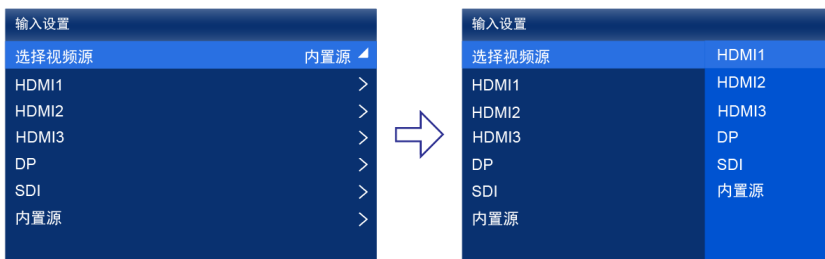 输入设置
选择视频源 内置源
HDMI1
HDMI2
HDMI3
DP
SDI
内置源
输入设置
选择视频源 HDMI1
HDMI1 HDMI2
HDMI2 HDMI3
HDMI3 DP
DP SDI
SDI 内置源
内置源